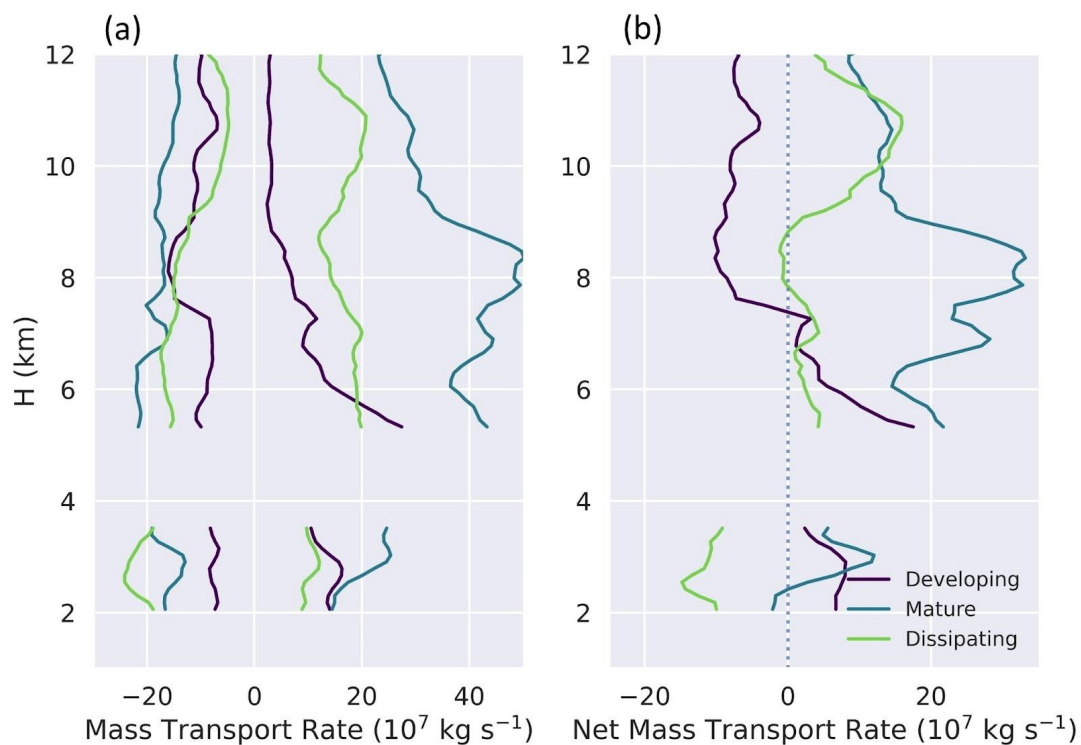 (a)
(b)
12
10
8
6
4
2
H (km)
−20
0
20
40
Mass Transport Rate (10⁷ kg s⁻¹)
12
10
8
6
4
2
−20
0
20
Net Mass Transport Rate (10⁷ kg s⁻¹)
Developing
Mature
Dissipating